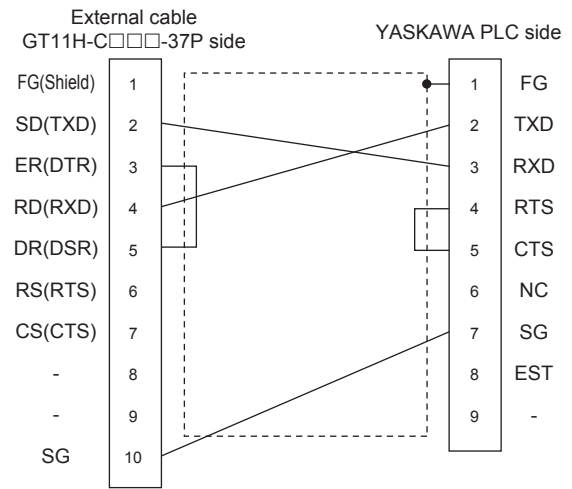 External cable
GT11H-C□□□-37P side
YASKAWA PLC side
FG(Shield) 1 1 FG
SD(TXD) 2 2 TXD
ER(DTR) 3 3 RXD
RD(RXD) 4 4 RTS
DR(DSR) 5 5 CTS
RS(RTS) 6 6 NC
CS(CTS) 7 7 SG
- 8 8 EST
- 9 9 -
SG 10